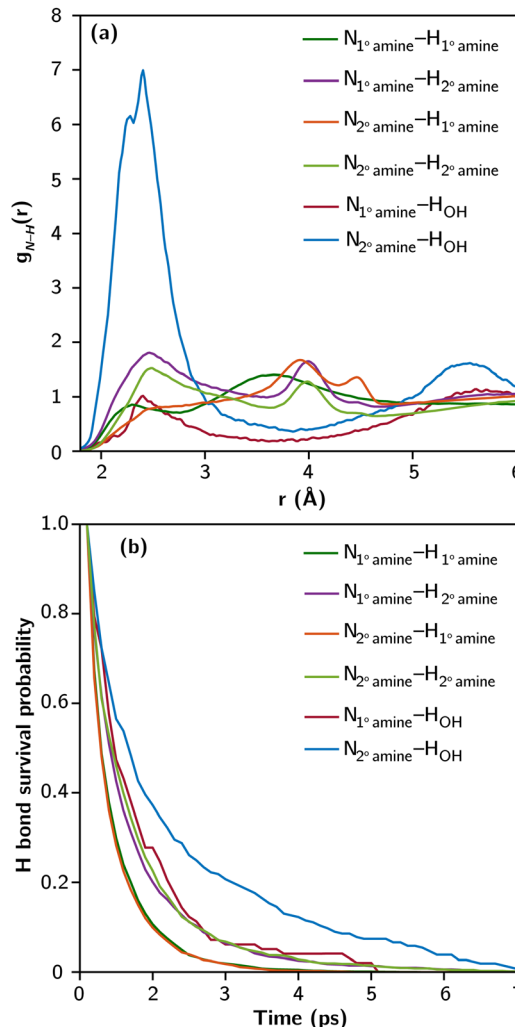 (a)
8
7
6
5
4
3
2
1
0
g_N–H(r)
N1° amine–H1° amine
N1° amine–H2° amine
N2° amine–H1° amine
N2° amine–H2° amine
N1° amine–HOH
N2° amine–HOH
2 3 4 5 6
r (Å)
(b)
1.0
0.8
0.6
0.4
0.2
0
H bond survival probability
N1° amine–H1° amine
N1° amine–H2° amine
N2° amine–H1° amine
N2° amine–H2° amine
N1° amine–HOH
N2° amine–HOH
0 2 3 4 5 6 7
Time (ps)